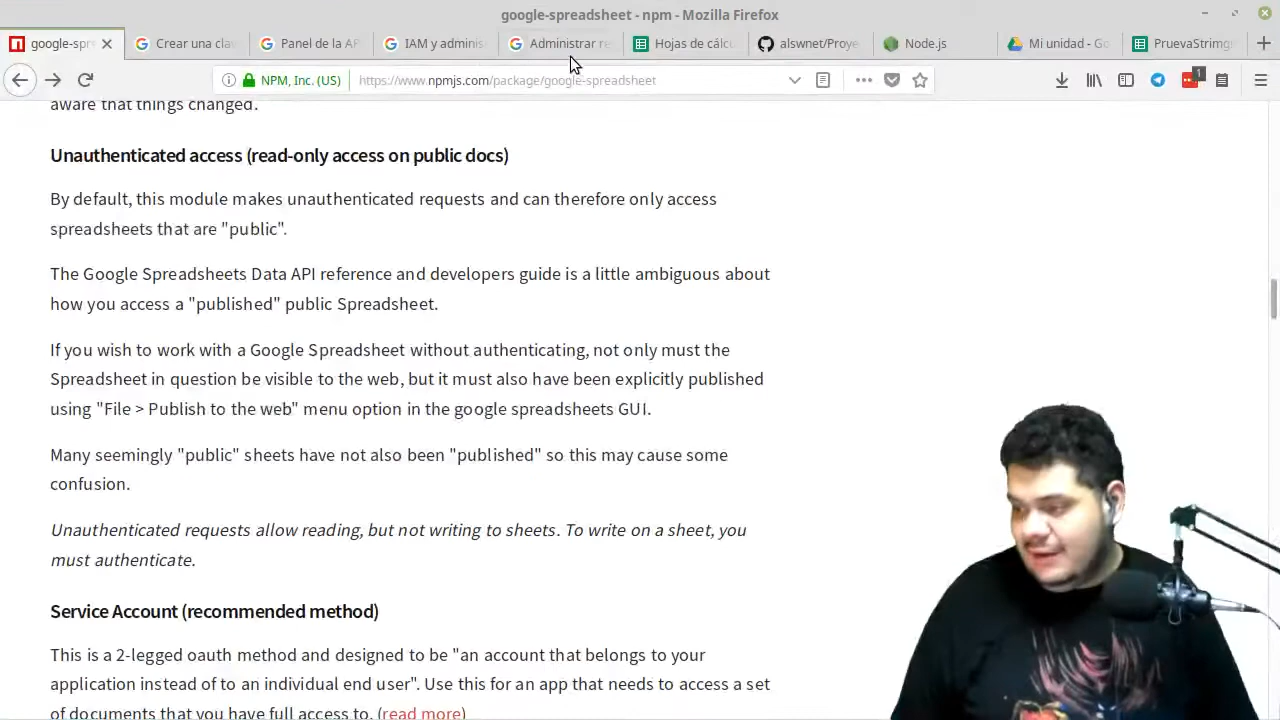 google-spreadsheet - npm - Mozilla Firefox
google-spr
Crear una cla
Panel de la AP
IAM y adminis
Administrar re
Hojas de cálcu
alswnet/Proye
Node.js
Mi unidad - Go
PruevaStrimg
NPM, Inc. (US)
https://www.npmjs.com/package/google-spreadsheet
1
aware that things changed.
Unauthenticated access (read-only access on public docs)
By default, this module makes unauthenticated requests and can therefore only access
spreadsheets that are "public".
The Google Spreadsheets Data API reference and developers guide is a little ambiguous about
how you access a "published" public Spreadsheet.
If you wish to work with a Google Spreadsheet without authenticating, not only must the
Spreadsheet in question be visible to the web, but it must also have been explicitly published
using "File > Publish to the web" menu option in the google spreadsheets GUI.
Many seemingly "public" sheets have not also been "published" so this may cause some
confusion.
Unauthenticated requests allow reading, but not writing to sheets. To write on a sheet, you
must authenticate.
Service Account (recommended method)
This is a 2-legged oauth method and designed to be "an account that belongs to your
application instead of to an individual end user". Use this for an app that needs to access a set
of documents that you have full access to. (read more)